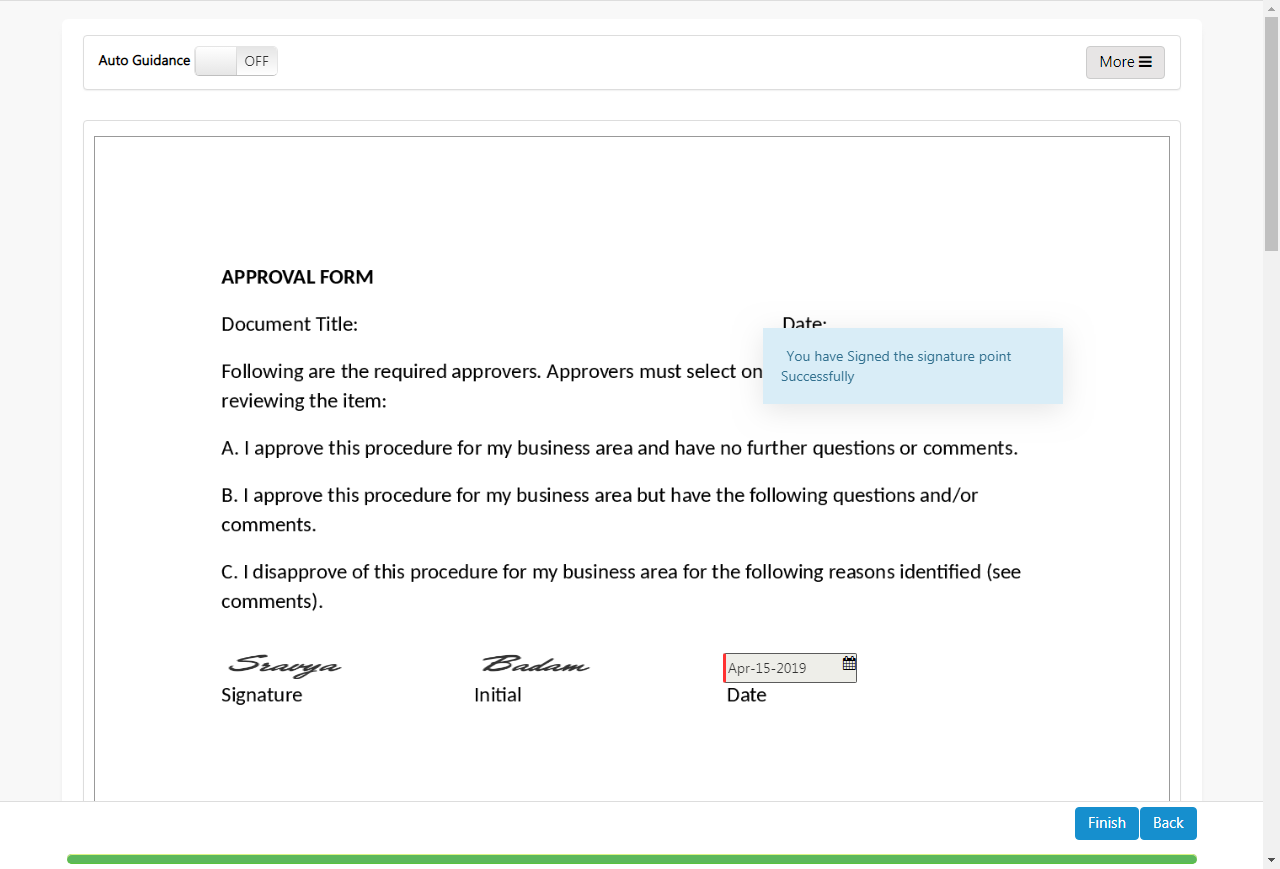 Auto Guidance OFF More
APPROVAL FORM
Document Title: Date:
You have Signed the signature point
Successfully
Following are the required approvers. Approvers must select on
reviewing the item:
A. I approve this procedure for my business area and have no further questions or comments.
B. I approve this procedure for my business area but have the following questions and/or
comments.
C. I disapprove of this procedure for my business area for the following reasons identified (see
comments).
Sravya Badam Apr-15-2019
Signature Initial Date
Finish Back